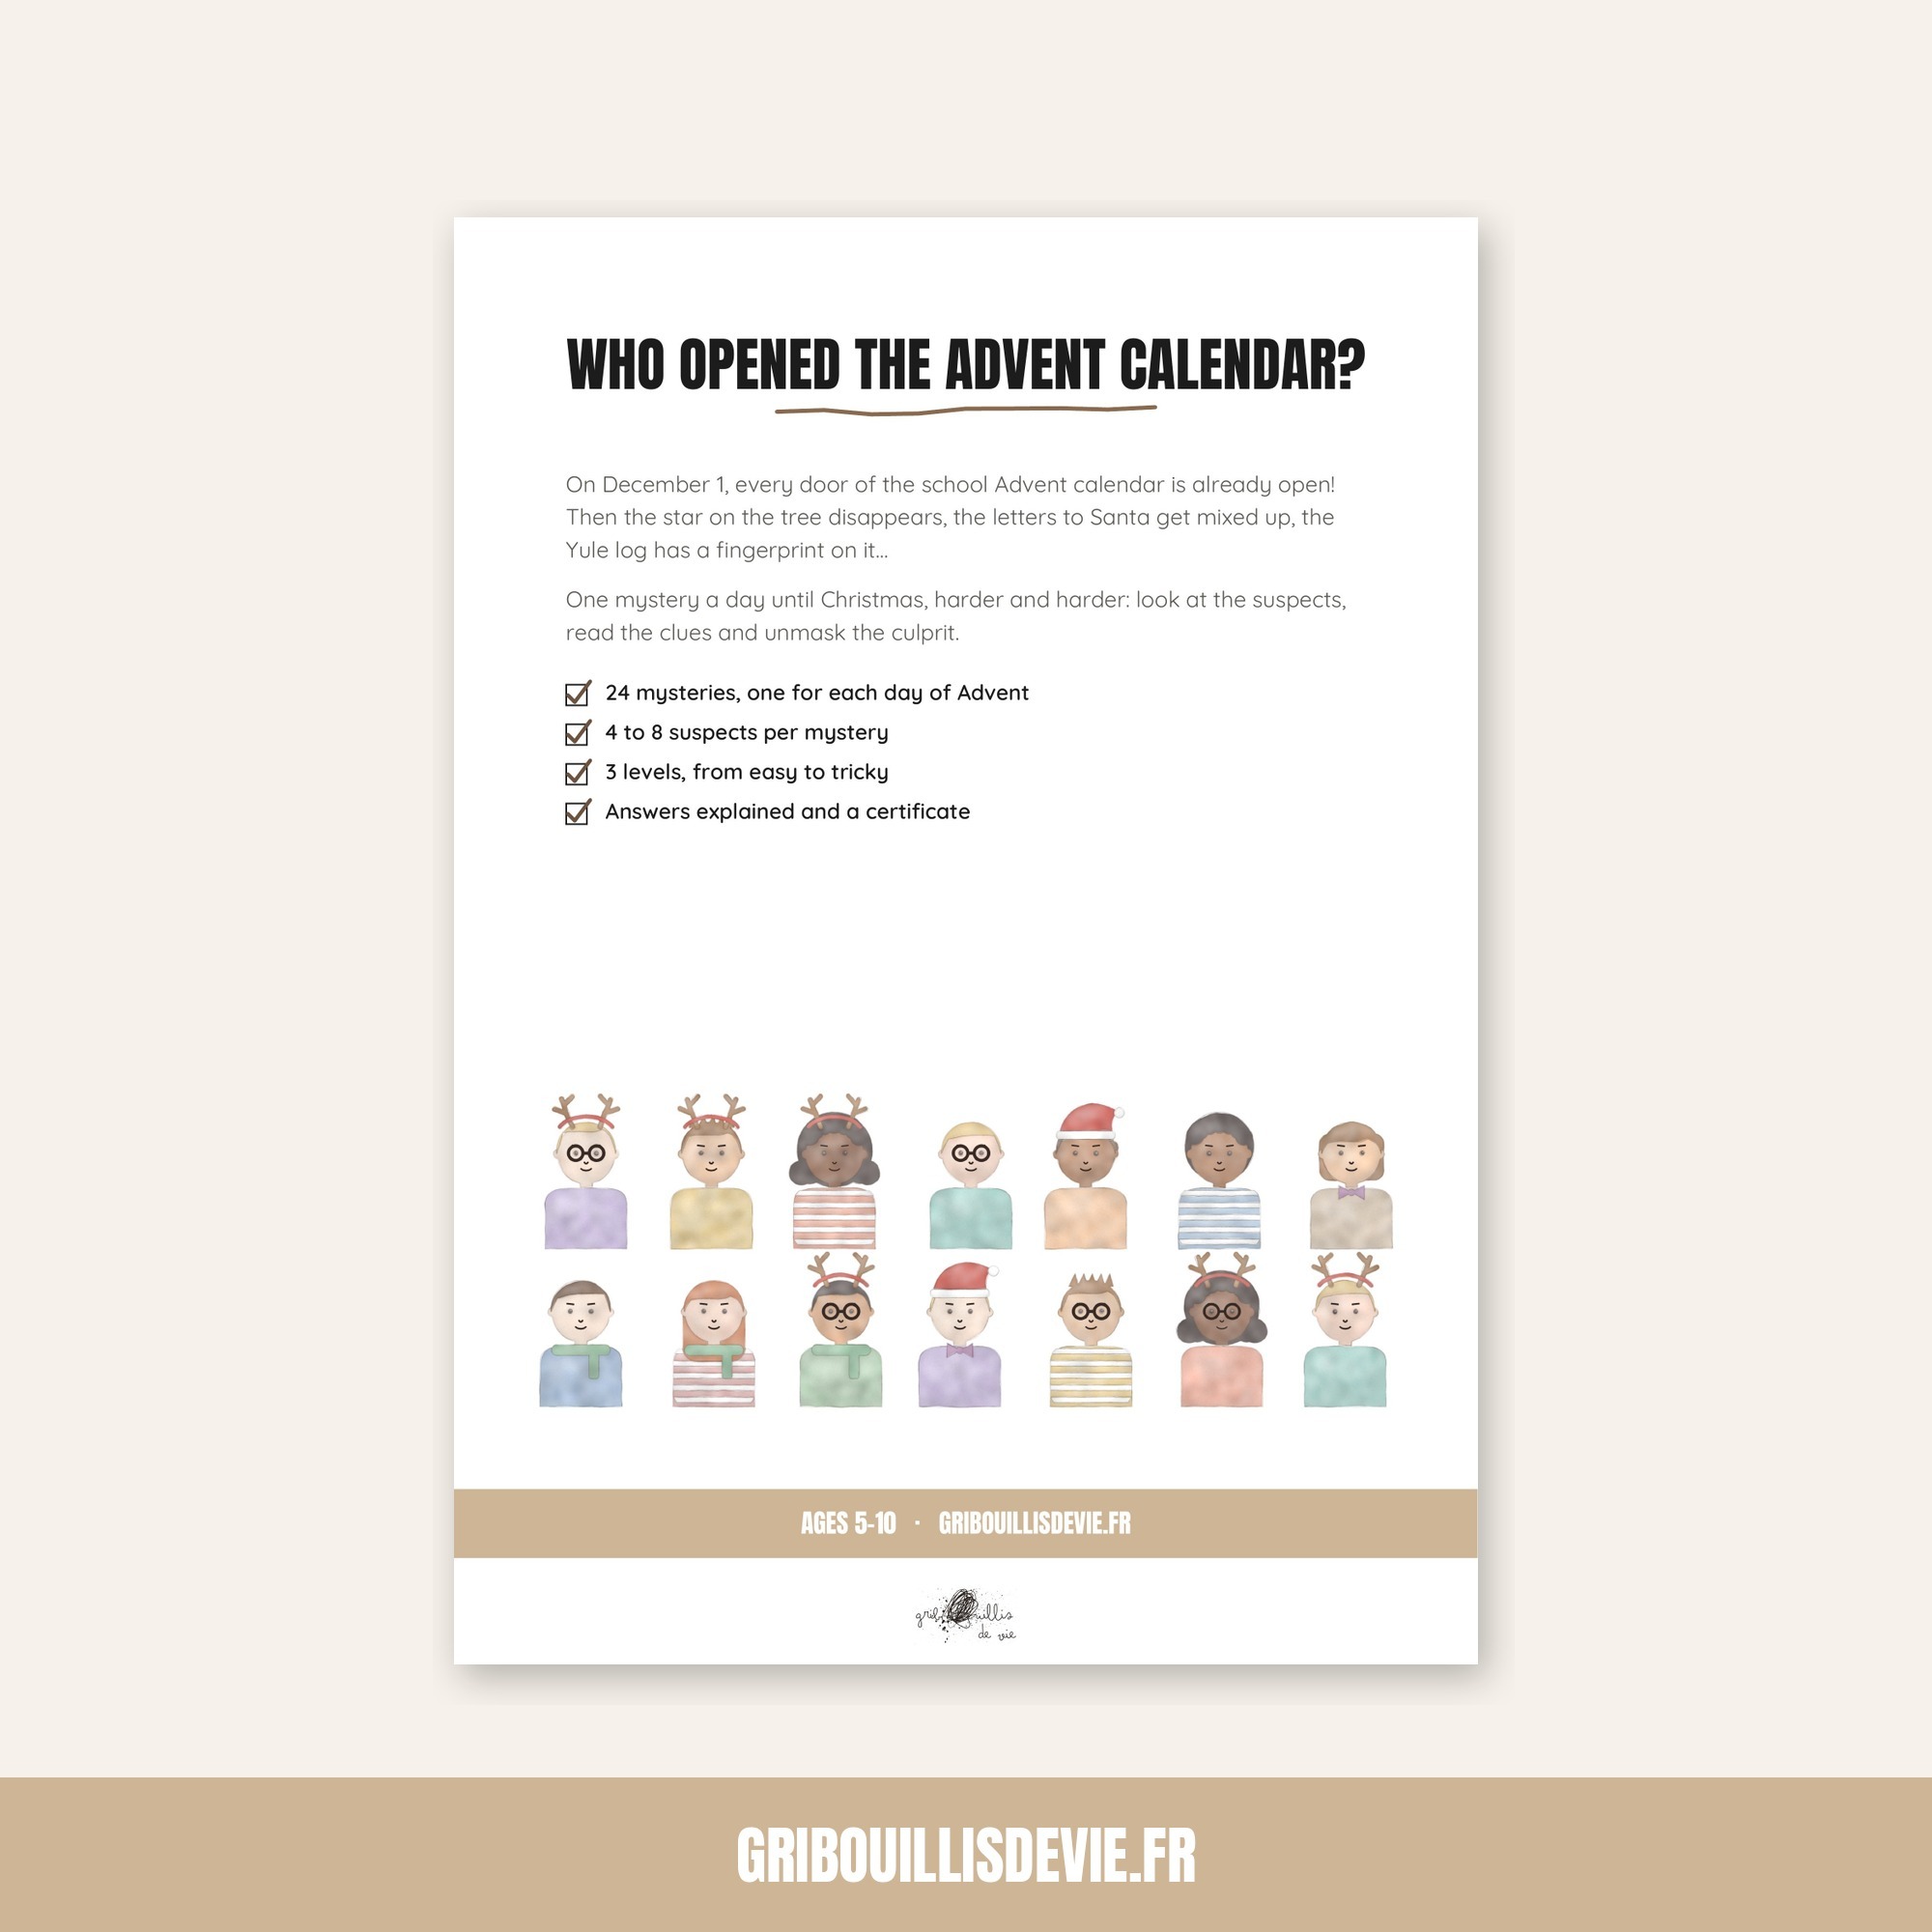 WHO OPENED THE ADVENT CALENDAR?
On December 1, every door of the school Advent calendar is already open!
Then the star on the tree disappears, the letters to Santa get mixed up, the
Yule log has a fingerprint on it...
One mystery a day until Christmas, harder and harder: look at the suspects,
read the clues and unmask the culprit.
24 mysteries, one for each day of Advent
4 to 8 suspects per mystery
3 levels, from easy to tricky
Answers explained and a certificate
AGES 5-10 · GRIBOUILLISDEVIE.FR
gribouillis
de vie
GRIBOUILLISDEVIE.FR